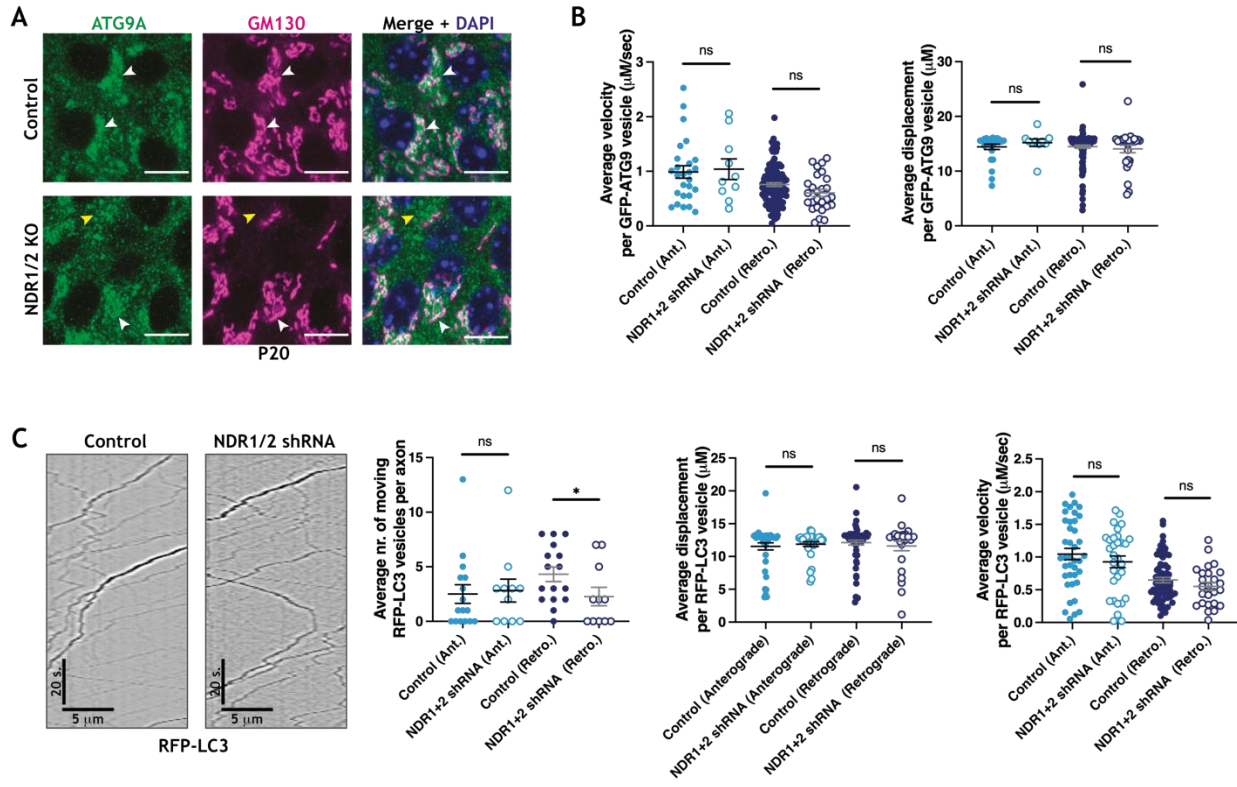 A
ATG9A
GM130
Merge + DAPI
Control
NDR1/2 KO
P20
B
Average velocity
per GFP-ATG9 vesicle (μM/sec)
3
2
1
0
ns
ns
Control (Ant.)
NDR1+2 shRNA (Ant.)
Control (Retro.)
NDR1+2 shRNA (Retro.)
Average displacement
per GFP-ATG9 vesicle (μM)
30
20
10
0
ns
ns
Control (Ant.)
NDR1+2 shRNA (Ant.)
Control (Retro.)
NDR1+2 shRNA (Retro.)
C
Control
NDR1/2 shRNA
20 s.
5 μm
20 s.
5 μm
RFP-LC3
Average nr. of moving
RFP-LC3 vesicles per axon
15
10
5
0
ns
*
Control (Ant.)
NDR1+2 shRNA (Ant.)
Control (Retro.)
NDR1+2 shRNA (Retro.)
Average displacement
per RFP-LC3 vesicle (μM)
25
20
15
10
5
0
ns
ns
Control (Anterograde)
NDR1+2 shRNA (Anterograde)
Control (Retrograde)
NDR1+2 shRNA (Retrograde)
Average velocity
per RFP-LC3 vesicle (μM/sec)
2.5
2.0
1.5
1.0
0.5
0.0
ns
ns
Control (Ant.)
NDR1+2 shRNA (Ant.)
Control (Retro.)
NDR1+2 shRNA (Retro.)